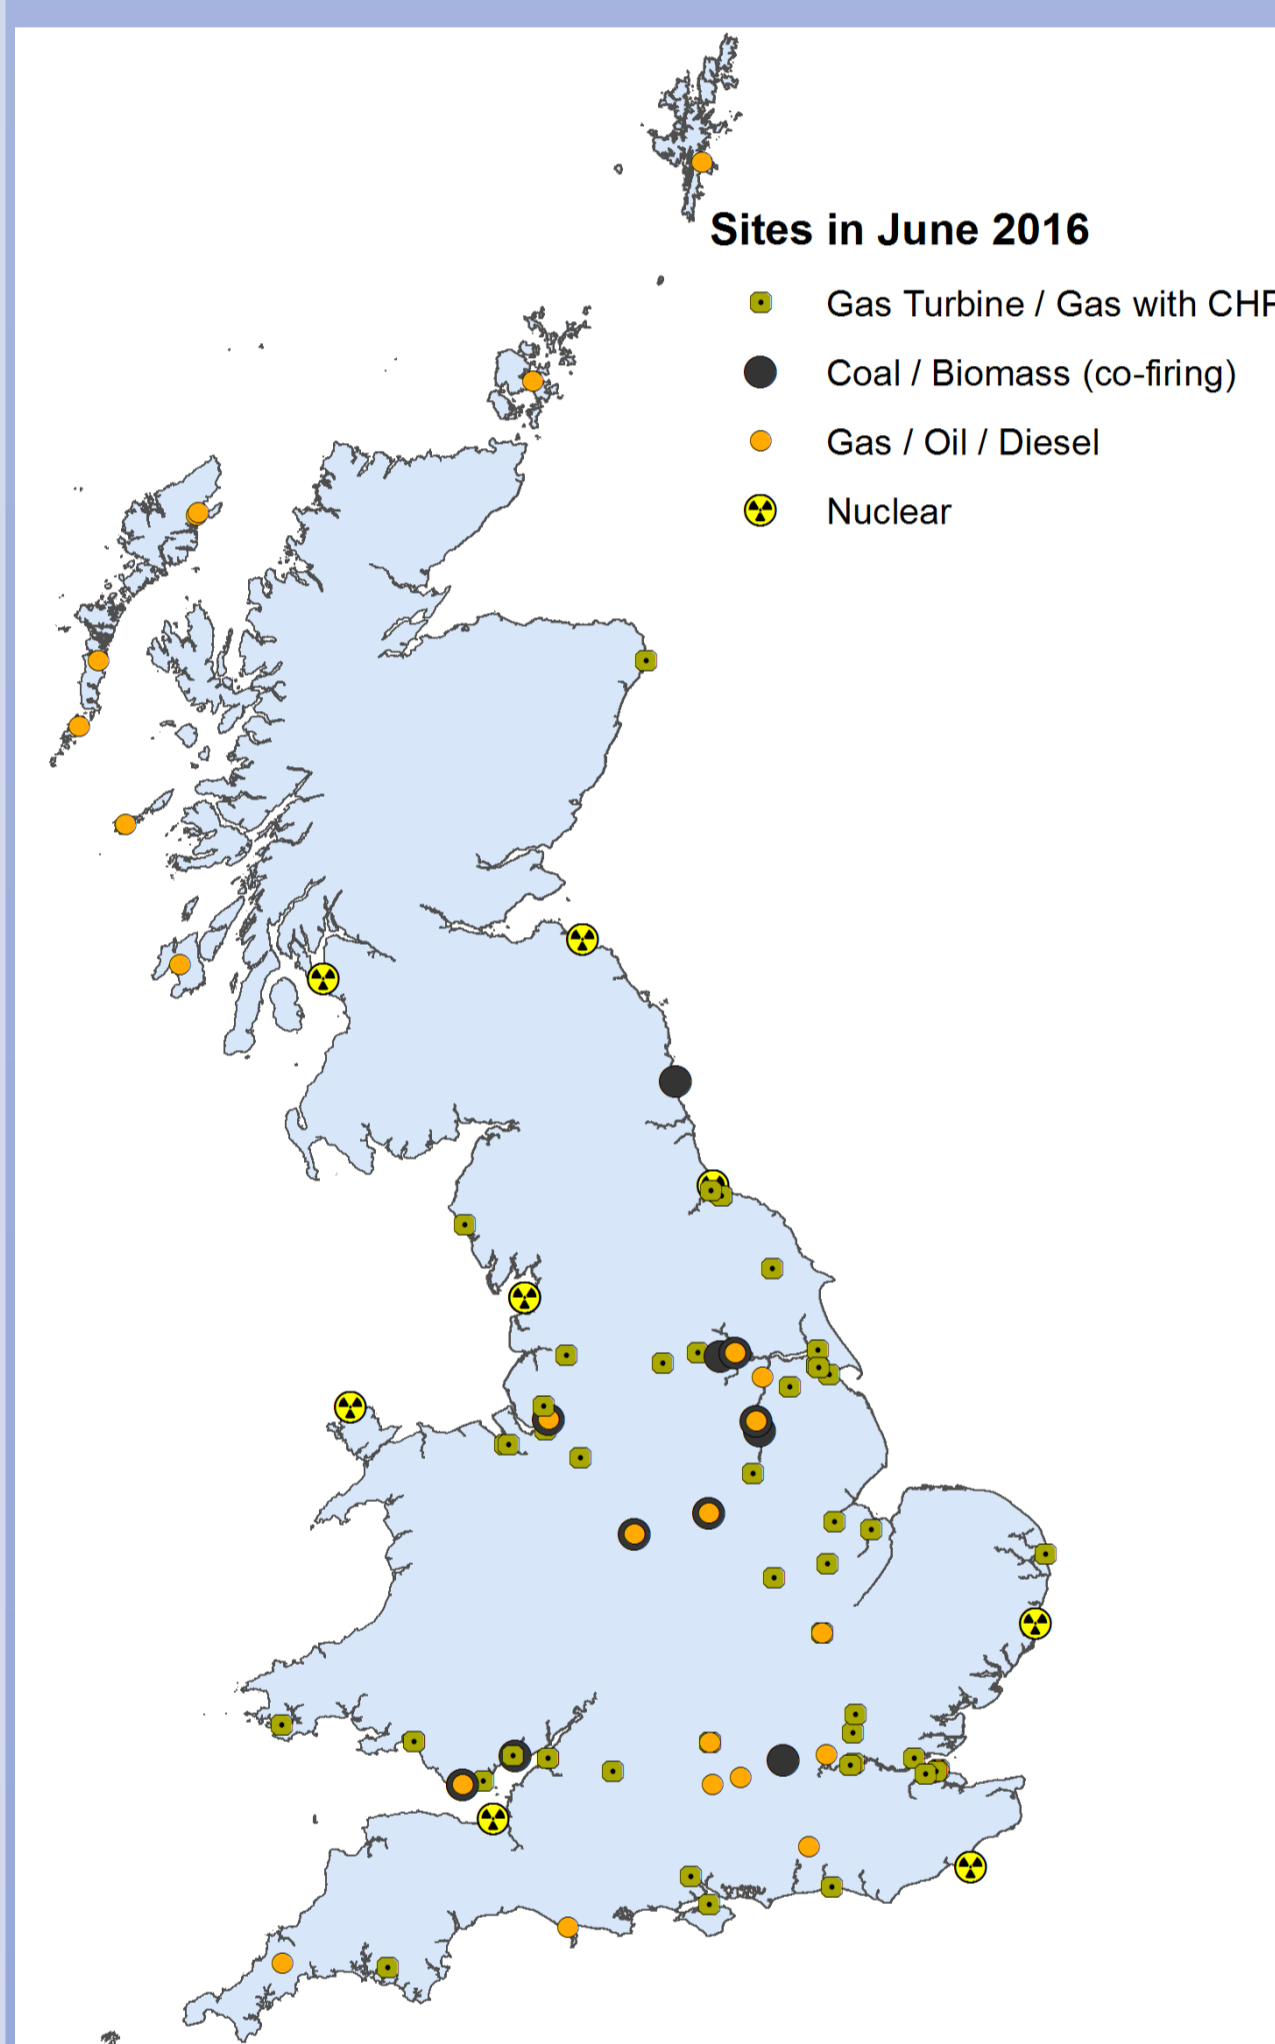 Sites in June 2016
Gas Turbine / Gas with CHP
Coal / Biomass (co-firing)
Gas / Oil / Diesel
Nuclear